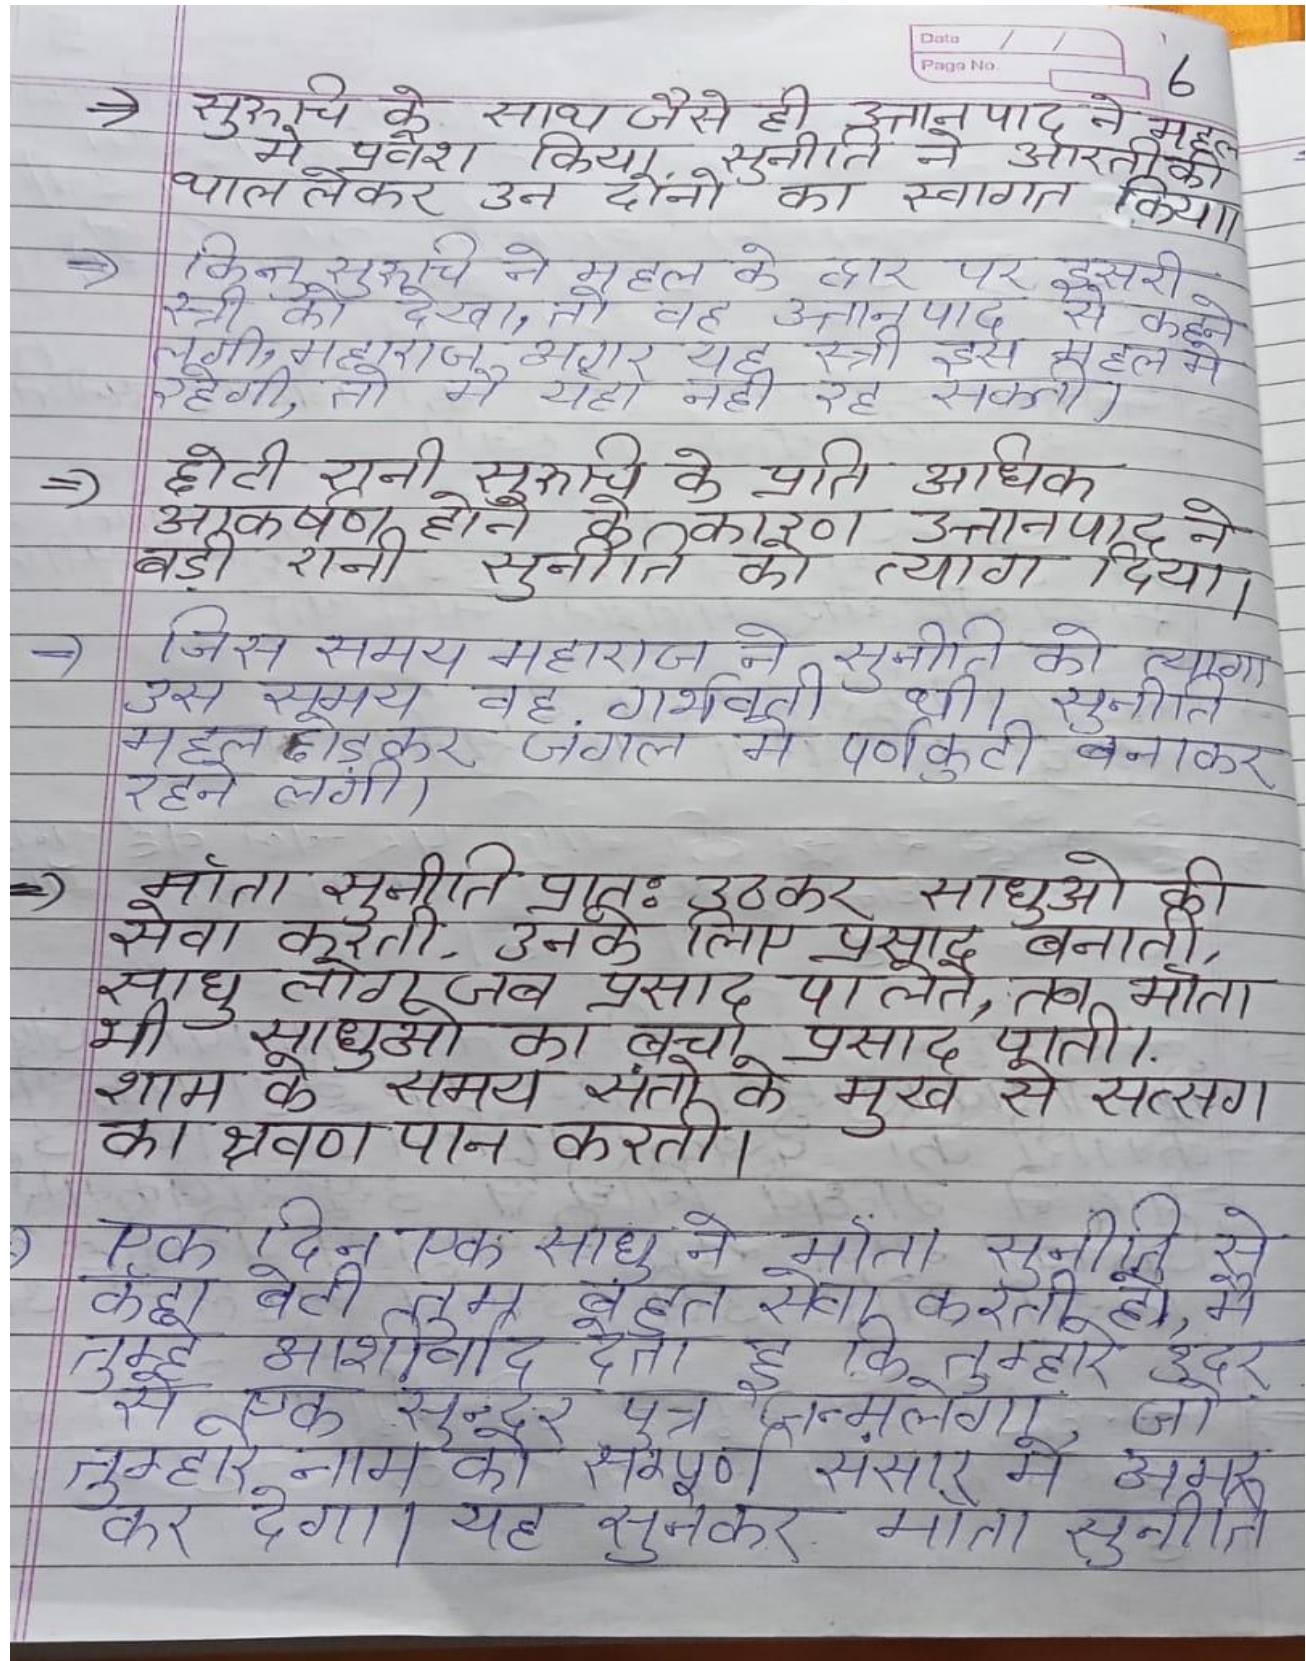 Date / /
Page No.
6
⇒ सुरुचि के साथ जैसे ही उत्तानपाद ने महल
मे प्रवेश किया, सुनीति ने आरती की
थाल लेकर उन दोंनो का स्वागत किया।
⇒ किन्तु सुरूचि ने महल के द्वार पर दूसरी
स्त्री को देखा, तो वह उत्तानपाद से कहने
लगी, महाराज अगर यह स्त्री इस महल मे
रहेगी, तो मै यहा नही रह सकती।
⇒ छोटी रानी सुरुचि के प्रति अधिक
आकर्षण होने के कारण उत्तानपाद ने
बड़ी रानी सुनीति को त्याग दिया।
⇒ जिस समय महाराज ने सुनीति को त्यागा
उस समय वह गर्भवती थी। सुनीति
महल छोड़कर जंगल मे पर्णकुटी बनाकर
रहने लगी।
⇒ मॉता सुनीति प्रातः उठकर साधुओ की
सेवा करती, उनके लिए प्रसाद बनाती,
साधु लोग जब प्रसाद पा लेते, तब मॉता
भी साधुओ का बचा प्रसाद पाती।
शाम के समय संतो के मुख से सत्सग
का श्रवण पान करती।
एक दिन एक साधु ने मॉता सुनीति से
कहा बेटी तुम बहुत सेवा करती हो, मै
तुम्हे आशीर्वाद देता हु कि तुम्हारे उदर
से एक सुन्दर पुत्र जन्म लेगा, जो
तुम्हारे नाम को सम्पूर्ण संसार मे अमर
कर देगा। यह सुनकर माता सुनीति